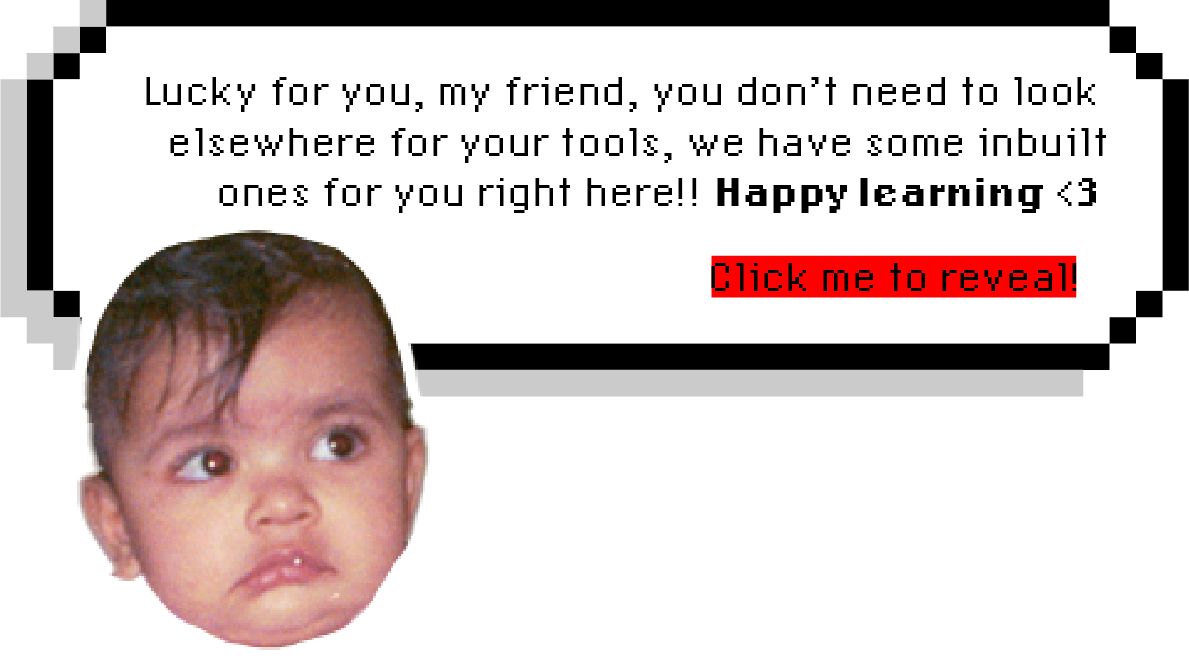 Lucky for you, my friend, you don't need to look
elsewhere for your tools, we have some inbuilt
ones for you right here!! Happy learning <3
Click me to reveal!